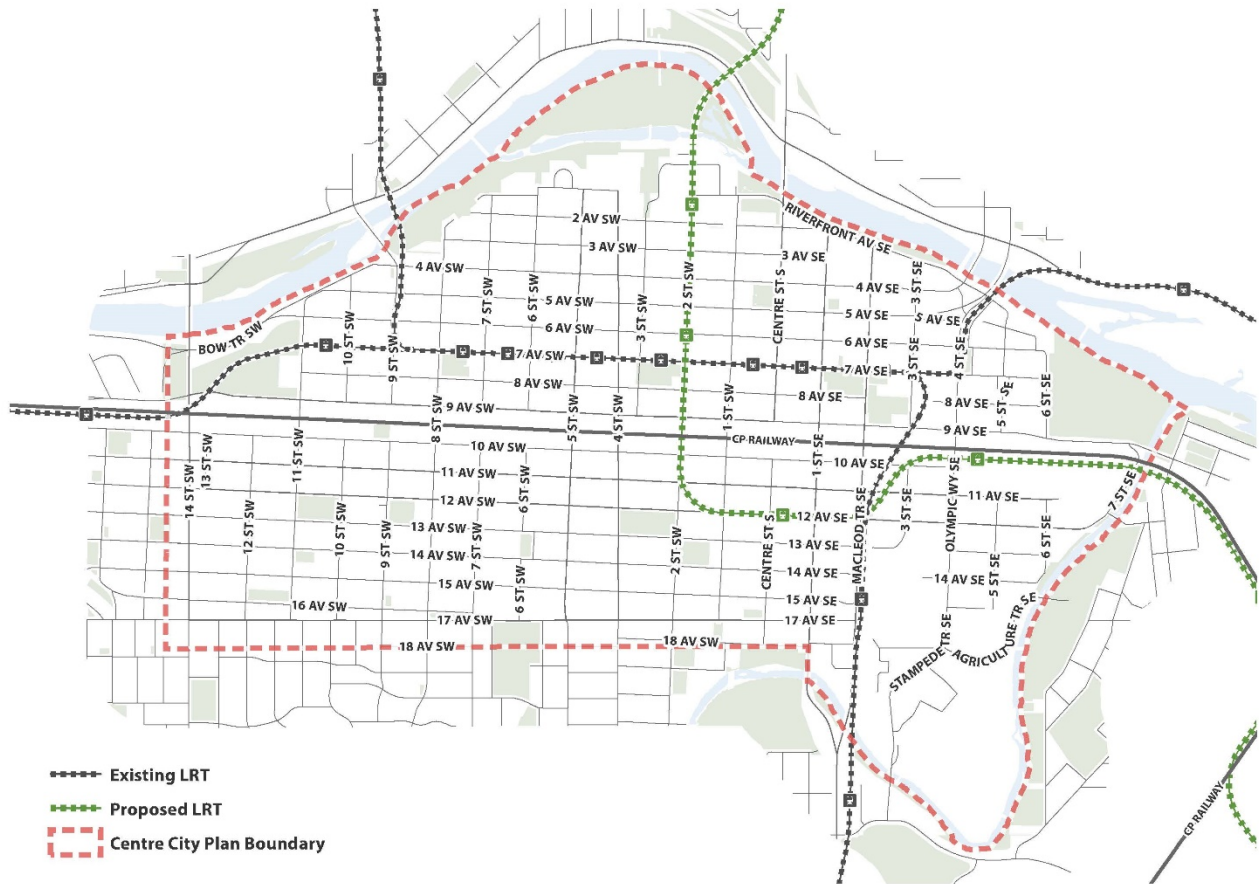 RIVERFRONT AV SE
2 AV SW
3 AV SW
3 AV SE
4 AV SW
4 AV SE
3 ST SE
7 ST SW
6 ST SW
5 AV SW
3 ST SW
2 ST SW
CENTRE ST S
5 AV SE
5 AV SE
BOW TR SW
10 ST SW
9 ST SW
6 AV SW
6 AV SE
7 AV SW
7 AV SE
3 ST SE
4 ST SE
8 AV SW
8 AV SE
8 AV SE
5 ST SE
6 ST SE
9 AV SW
8 ST SW
5 ST SW
4 ST SW
1 ST SW
9 AV SE
CP RAILWAY
14 ST SW
13 ST SW
11 ST SW
10 AV SW
1 ST SE
10 AV SE
11 AV SW
6 ST SW
MACLEOD TR SE
3 ST SE
OLYMPIC WY SE
11 AV SE
7 ST SE
12 ST SW
12 AV SW
10 ST SW
9 ST SW
13 AV SW
7 ST SW
2 ST SW
CENTRE ST S
12 AV SE
13 AV SE
6 ST SE
14 AV SW
14 AV SE
14 AV SE
5 ST SE
15 AV SW
6 ST SW
15 AV SE
16 AV SW
17 AV SW
17 AV SE
18 AV SW
18 AV SW
STAMPEDE TR SE
AGRICULTURE TR SE
Existing LRT
Proposed LRT
Centre City Plan Boundary
CP RAILWAY